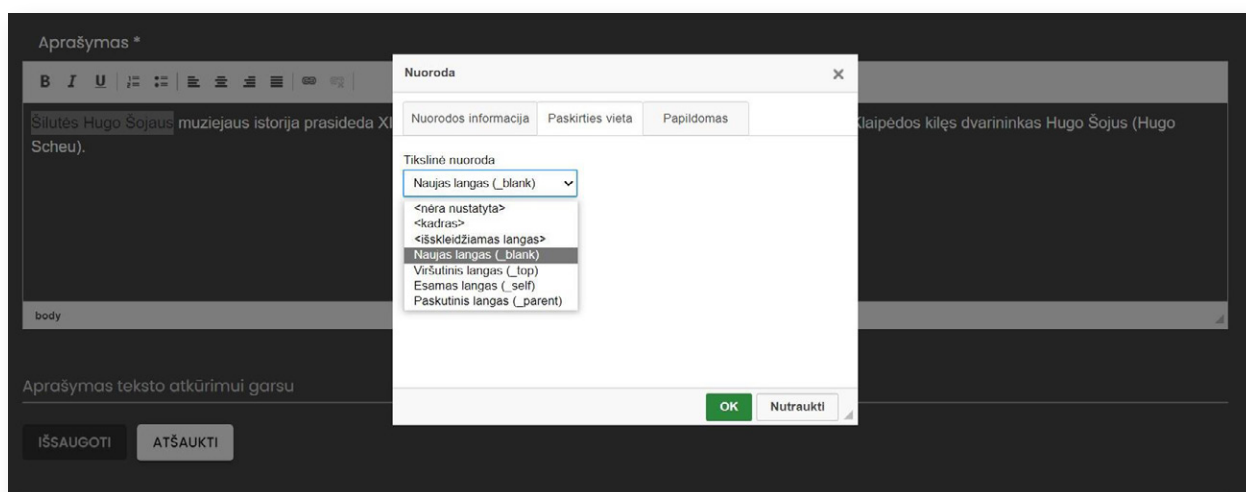 Aprašymas *
B I U
Šilutės Hugo Šojaus muziejaus istorija prasideda XI
Klaipėdos kilęs dvarininkas Hugo Šojus (Hugo
Scheu).
body
Nuoroda
Nuorodos informacija Paskirties vieta Papildomas
Tikslinė nuoroda
Naujas langas (_blank)
<nėra nustatyta>
<kadras>
<išskleidžiamas langas>
Naujas langas (_blank)
Viršutinis langas (_top)
Esamas langas (_self)
Paskutinis langas (_parent)
OK Nutraukti
Aprašymas teksto atkūrimui garsu
IŠSAUGOTI ATŠAUKTI